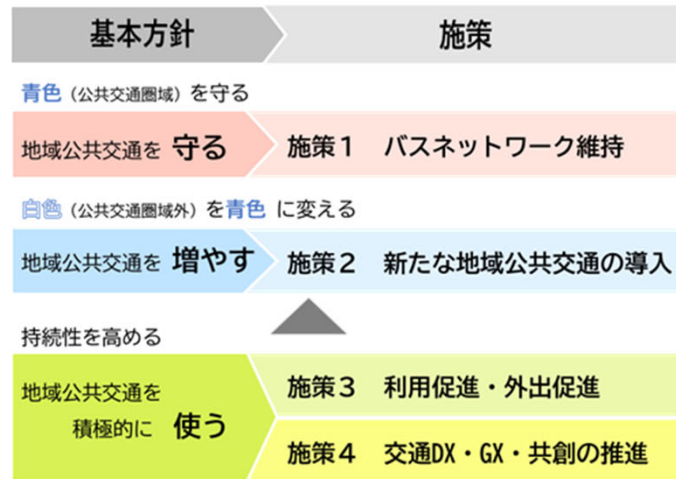 基本方針 施策
青色（公共交通圏域）を守る
地域公共交通を 守る 施策１ バスネットワーク維持
白色（公共交通圏域外）を青色 に変える
地域公共交通を 増やす 施策２ 新たな地域公共交通の導入
持続性を高める
地域公共交通を
積極的に 使う
施策３ 利用促進・外出促進
施策４ 交通DX・GX・共創の推進